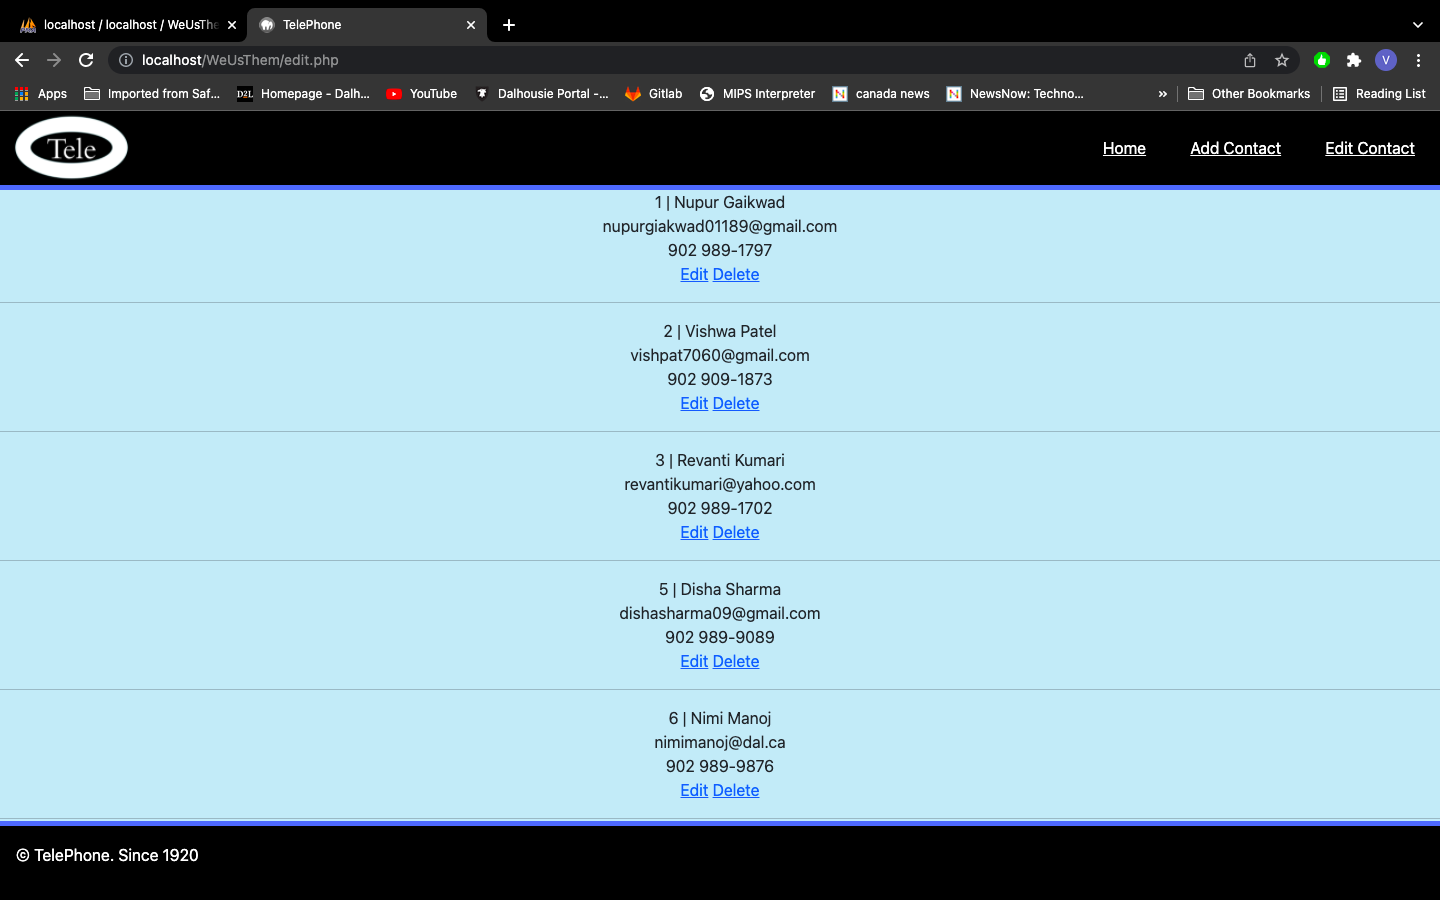 localhost / localhost / WeUsThe
TelePhone
localhost/WeUsThem/edit.php
V
Apps
Imported from Saf...
D2L
Homepage - Dalh...
YouTube
Dalhousie Portal -...
Gitlab
MIPS Interpreter
N
canada news
N
NewsNow: Techno...
»
Other Bookmarks
Reading List
Tele
Home
Add Contact
Edit Contact
1 | Nupur Gaikwad
nupurgiakwad01189@gmail.com
902 989-1797
Edit Delete
2 | Vishwa Patel
vishpat7060@gmail.com
902 909-1873
Edit Delete
3 | Revanti Kumari
revantikumari@yahoo.com
902 989-1702
Edit Delete
5 | Disha Sharma
dishasharma09@gmail.com
902 989-9089
Edit Delete
6 | Nimi Manoj
nimimanoj@dal.ca
902 989-9876
Edit Delete
© TelePhone. Since 1920